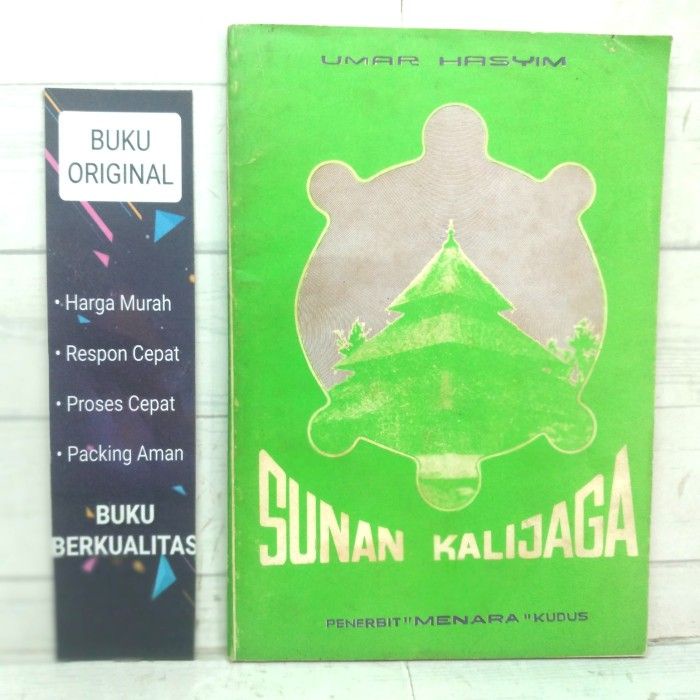 BUKU
ORIGINAL
• Harga Murah
• Respon Cepat
• Proses Cepat
• Packing Aman
BUKU
BERKUALITAS
UMAR HASYIM
SUNAN KALIJAGA
PENERBIT "MENARA" KUDUS